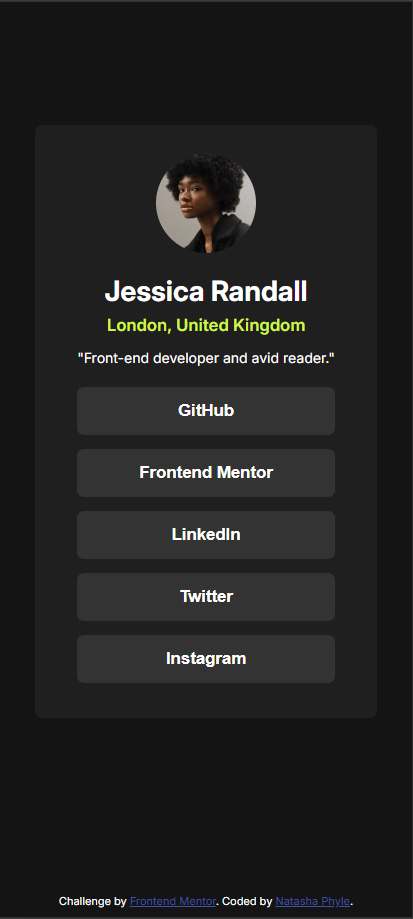 Jessica Randall
London, United Kingdom
"Front-end developer and avid reader."
GitHub
Frontend Mentor
LinkedIn
Twitter
Instagram
Challenge by Frontend Mentor. Coded by Natasha Phyle.